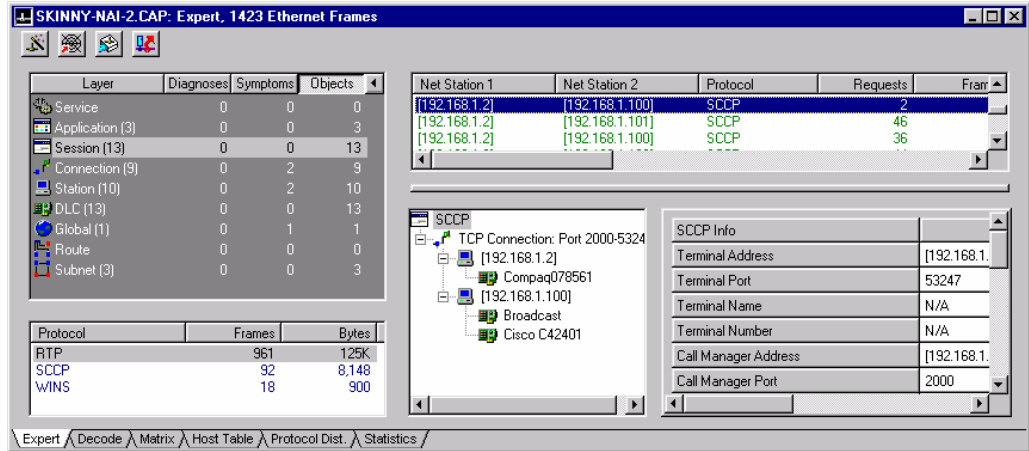 SKINNY-NAI-2.CAP: Expert, 1423 Ethernet Frames
Layer Diagnoses Symptoms Objects
Service 0 0 0
Application (3) 0 0 3
Session (13) 0 0 13
Connection (9) 0 2 9
Station (10) 0 2 10
DLC (13) 0 0 13
Global (1) 0 1 1
Route 0 0 0
Subnet (3) 0 0 3
Protocol Frames Bytes
RTP 961 125K
SCCP 92 8,148
WINS 18 900
Net Station 1 Net Station 2 Protocol Requests Fram
[192.168.1.2] [192.168.1.100] SCCP 2
[192.168.1.2] [192.168.1.101] SCCP 46
[192.168.1.2] [192.168.1.100] SCCP 36
SCCP
TCP Connection: Port 2000-5324
[192.168.1.2]
Compaq078561
[192.168.1.100]
Broadcast
Cisco C42401
SCCP Info
Terminal Address [192.168.1.
Terminal Port 53247
Terminal Name N/A
Terminal Number N/A
Call Manager Address [192.168.1.
Call Manager Port 2000
Expert Decode Matrix Host Table Protocol Dist. Statistics